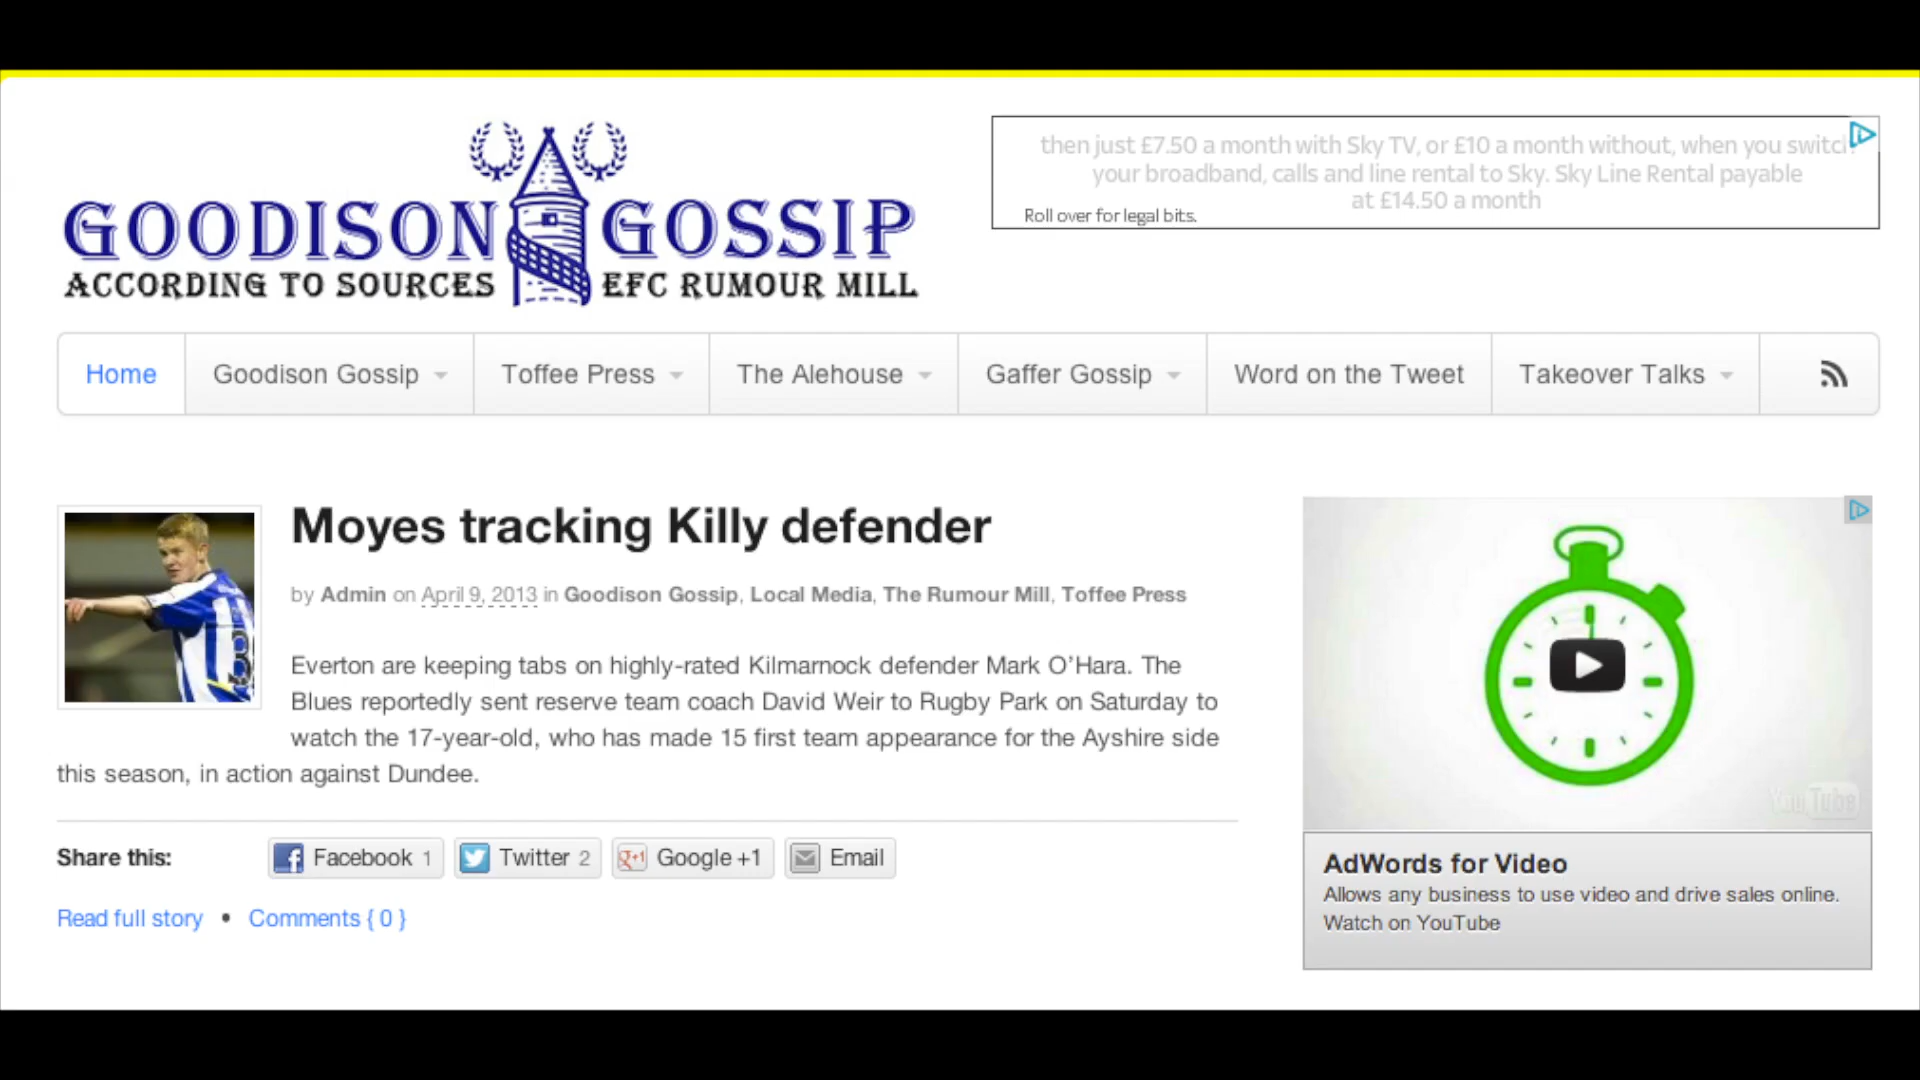 GOODISON GOSSIP
ACCORDING TO SOURCES EFC RUMOUR MILL
then just £7.50 a month with Sky TV, or £10 a month without, when you switch
your broadband, calls and line rental to Sky. Sky Line Rental payable
at £14.50 a month
Roll over for legal bits.
Home Goodison Gossip Toffee Press The Alehouse Gaffer Gossip Word on the Tweet Takeover Talks
Moyes tracking Killy defender
by Admin on April 9, 2013 in Goodison Gossip, Local Media, The Rumour Mill, Toffee Press
Everton are keeping tabs on highly-rated Kilmarnock defender Mark O’Hara. The
Blues reportedly sent reserve team coach David Weir to Rugby Park on Saturday to
watch the 17-year-old, who has made 15 first team appearance for the Ayshire side
this season, in action against Dundee.
3
Share this: Facebook 1 Twitter 2 +1 Google +1 Email
Read full story • Comments { 0 }
YouTube
AdWords for Video
Allows any business to use video and drive sales online.
Watch on YouTube